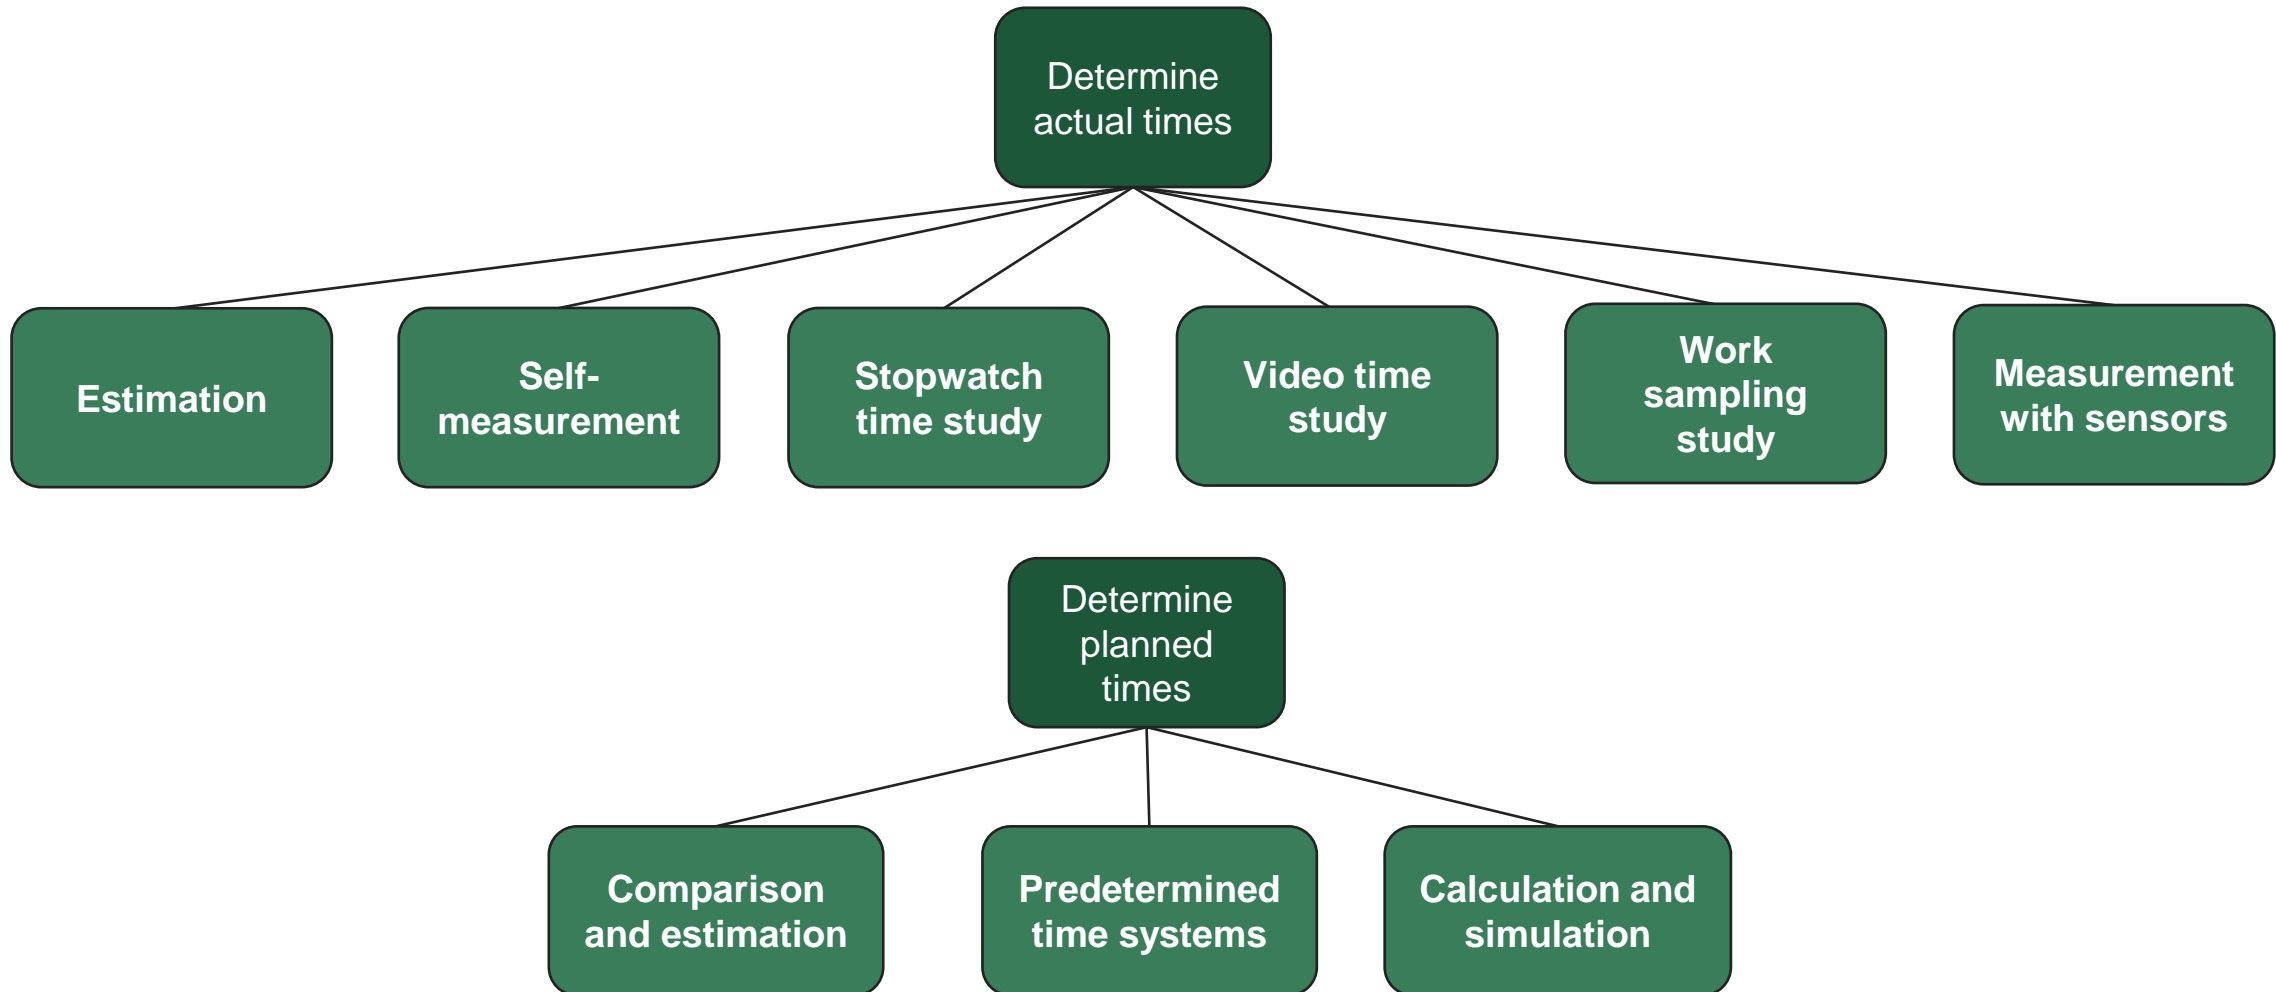 Determine
actual times
Estimation
Self-
measurement
Stopwatch
time study
Video time
study
Work
sampling
study
Measurement
with sensors
Determine
planned
times
Comparison
and estimation
Predetermined
time systems
Calculation and
simulation